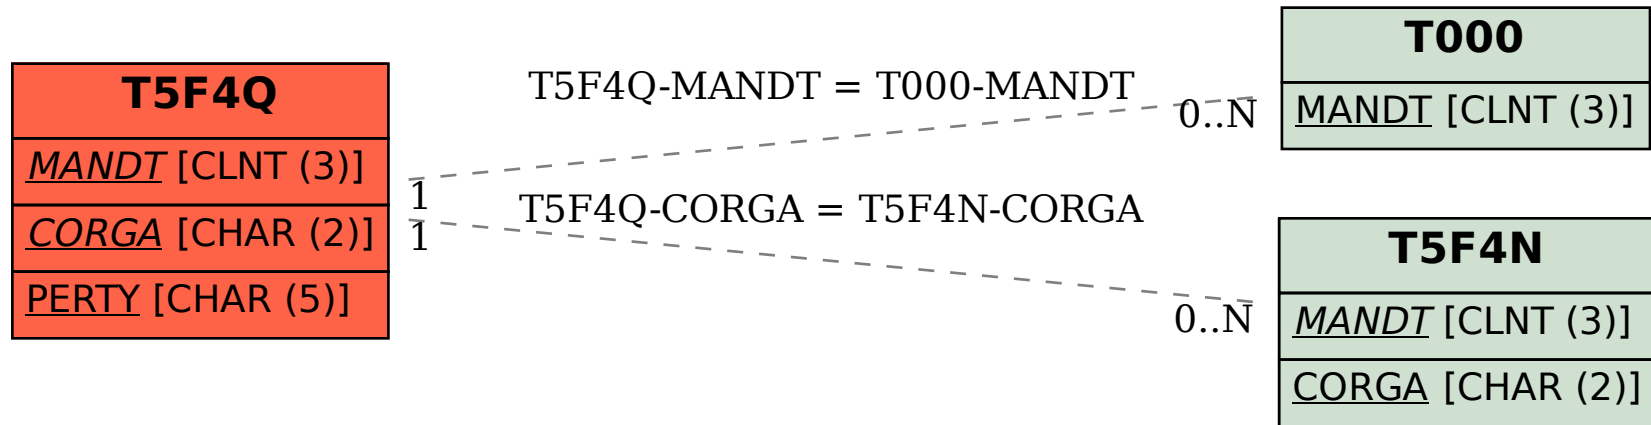 T5F4Q
MANDT [CLNT (3)]
CORGA [CHAR (2)]
PERTY [CHAR (5)]
T5F4Q-MANDT = T000-MANDT
0..N
1
T5F4Q-CORGA = T5F4N-CORGA
1
0..N
T000
MANDT [CLNT (3)]
T5F4N
MANDT [CLNT (3)]
CORGA [CHAR (2)]